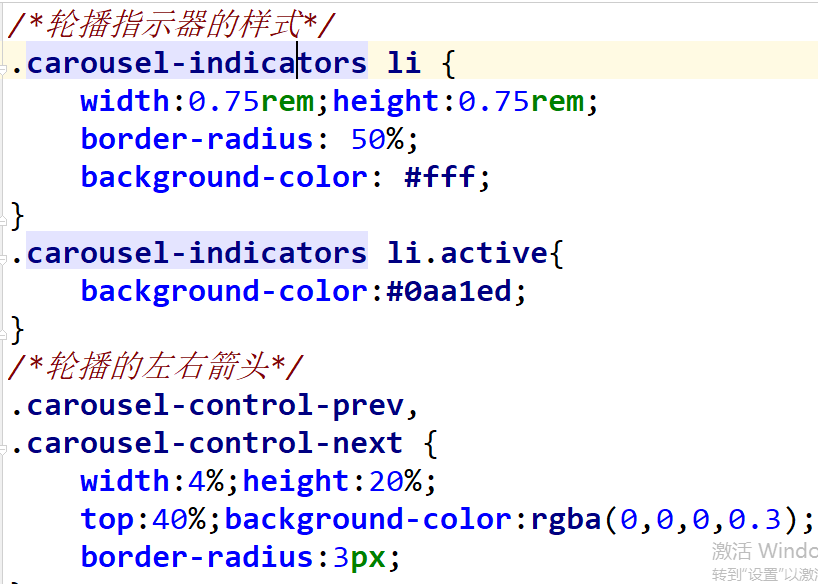 /*轮播指示器的样式*/
.carousel-indicators li {
width:0.75rem;height:0.75rem;
border-radius: 50%;
background-color: #fff;
}
.carousel-indicators li.active{
background-color:#0aa1ed;
}
/*轮播的左右箭头*/
.carousel-control-prev,
.carousel-control-next {
width:4%;height:20%;
top:40%;background-color:rgba(0,0,0,0.3);
border-radius:3px;
激活 Windo
转到"设置"以激